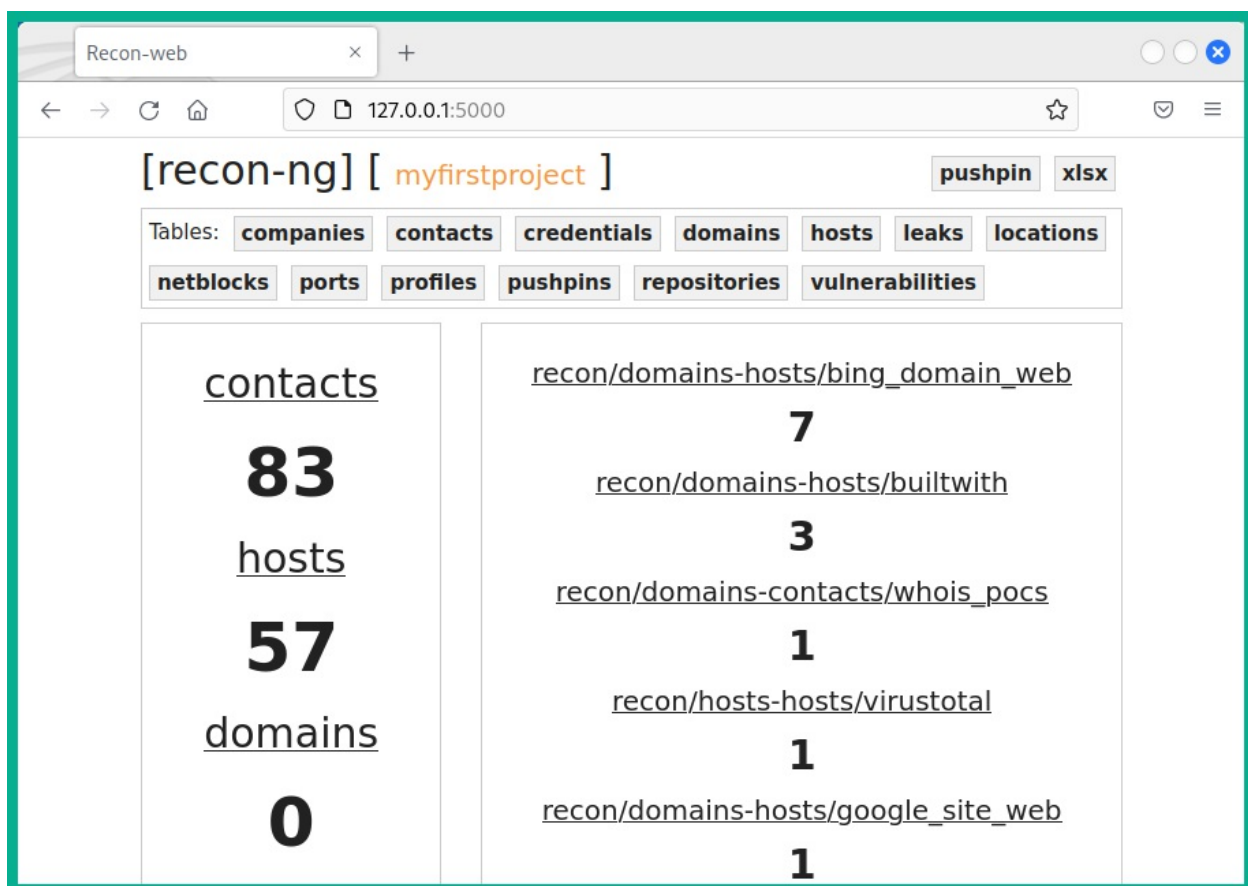 Recon-web
127.0.0.1:5000
[recon-ng] [ myfirstproject ] pushpin xlsx
Tables: companies contacts credentials domains hosts leaks locations
netblocks ports profiles pushpins repositories vulnerabilities
contacts
83
hosts
57
domains
0
recon/domains-hosts/bing_domain_web
7
recon/domains-hosts/builtwith
3
recon/domains-contacts/whois_pocs
1
recon/hosts-hosts/virustotal
1
recon/domains-hosts/google_site_web
1